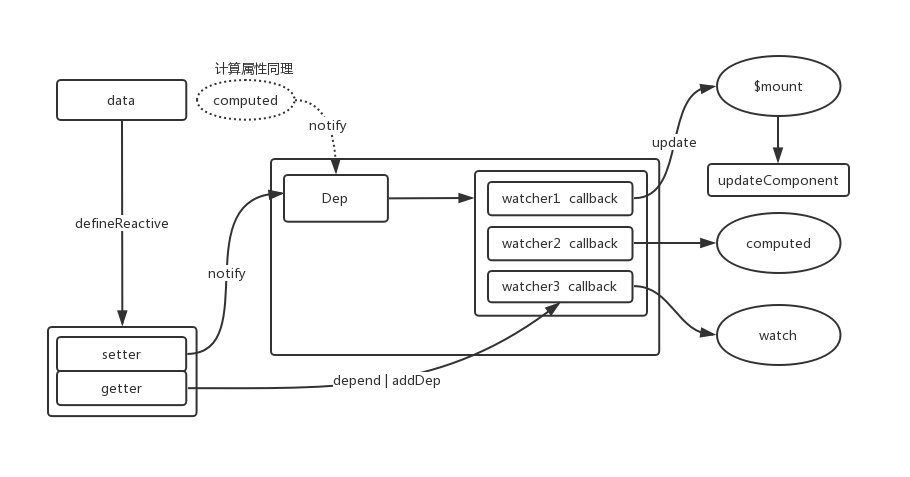 计算属性同理
data
computed
notify
$mount
update
updateComponent
Dep
watcher1 callback
watcher2 callback
watcher3 callback
computed
watch
defineReactive
notify
setter
getter
depend | addDep